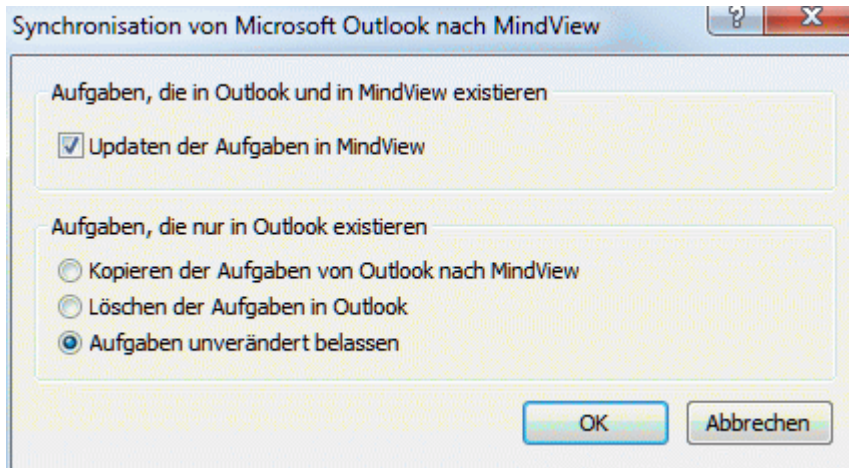 Synchronisation von Microsoft Outlook nach MindView
Aufgaben, die in Outlook und in MindView existieren
Updaten der Aufgaben in MindView
Aufgaben, die nur in Outlook existieren
Kopieren der Aufgaben von Outlook nach MindView
Löschen der Aufgaben in Outlook
Aufgaben unverändert belassen
OK Abbrechen